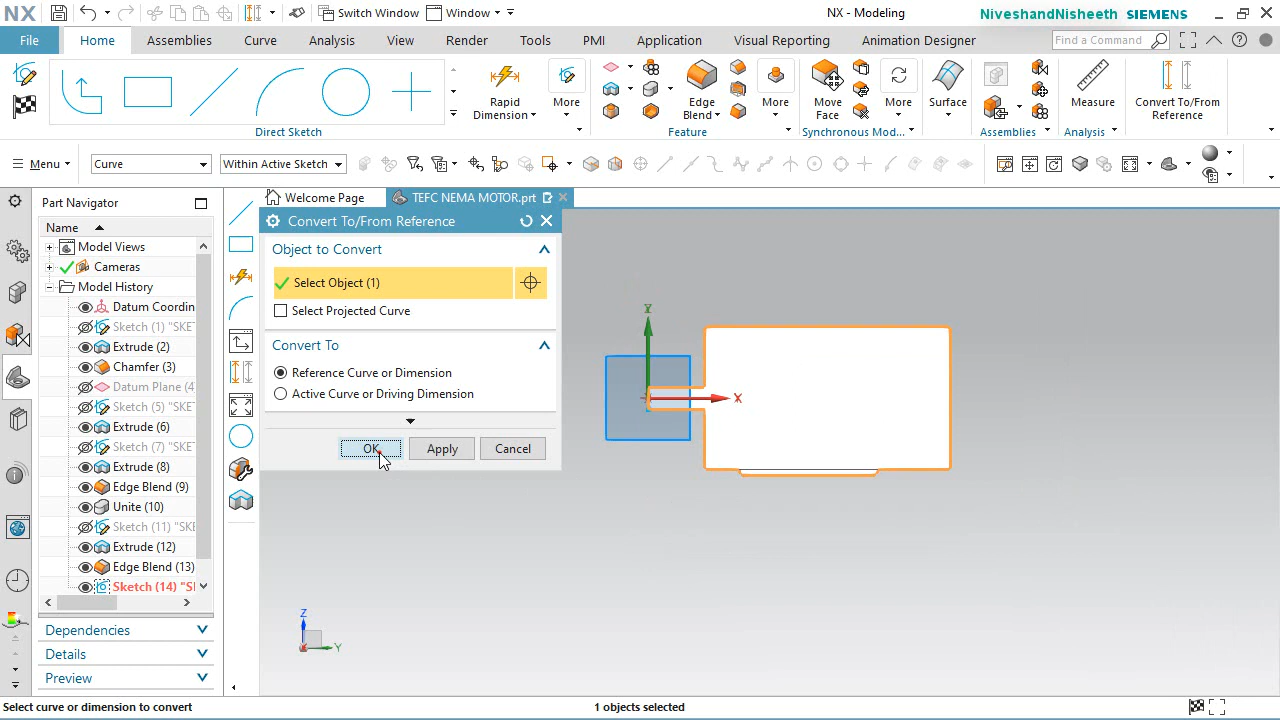 NX
Switch Window
Window
NX - Modeling
NiveshandNisheeth SIEMENS
File Home Assemblies Curve Analysis View Render Tools PMI Application Visual Reporting Animation Designer
Find a Command
Rapid Dimension
More
Edge Blend
More
Move Face
More
Surface
Measure
Convert To/From Reference
Direct Sketch
Feature
Synchronous Mod...
Assemblies
Analysis
Menu
Curve
Within Active Sketch
Part Navigator
Welcome Page
TEFC NEMA MOTOR.prt
Name
Model Views
Cameras
Model History
Datum Coordin
Sketch (1) "SKE
Extrude (2)
Chamfer (3)
Datum Plane (4)
Sketch (5) "SKE
Extrude (6)
Sketch (7) "SKE
Extrude (8)
Edge Blend (9)
Unite (10)
Sketch (11) "SK
Extrude (12)
Edge Blend (13)
Sketch (14) "SI
Dependencies
Details
Preview
Convert To/From Reference
Object to Convert
Select Object (1)
Select Projected Curve
Convert To
Reference Curve or Dimension
Active Curve or Driving Dimension
OK
Apply
Cancel
X
Z
Y
Select curve or dimension to convert
1 objects selected